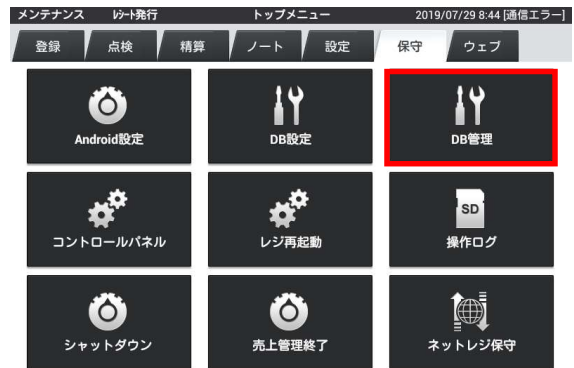 メンテナンス ﾚｼｰﾄ発行 トップメニュー 2019/07/29 8:44 [通信エラー]
登録 点検 精算 ノート 設定 保守 ウェブ
Android設定 DB設定 DB管理
SD
コントロールパネル レジ再起動 操作ログ
シャットダウン 売上管理終了 ネットレジ保守